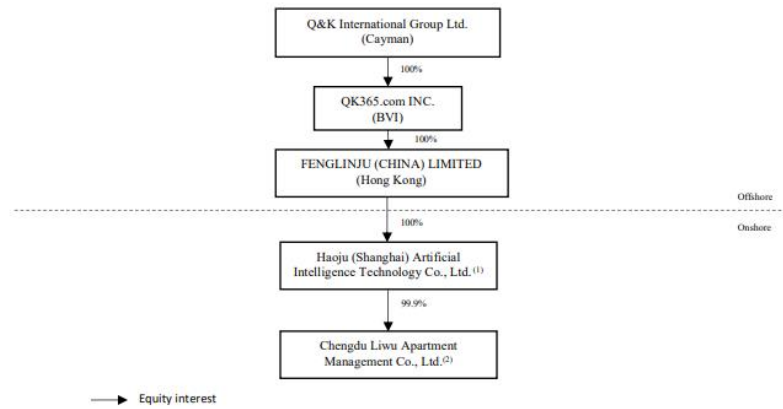 Q&K International Group Ltd.
(Cayman)
100%
QK365.com INC.
(BVI)
100%
FENGLINJU (CHINA) LIMITED
(Hong Kong)
Offshore
100%
Onshore
Haoju (Shanghai) Artificial
Intelligence Technology Co., Ltd.(1)
99.9%
Chengdu Liwu Apartment
Management Co., Ltd.(2)
Equity interest